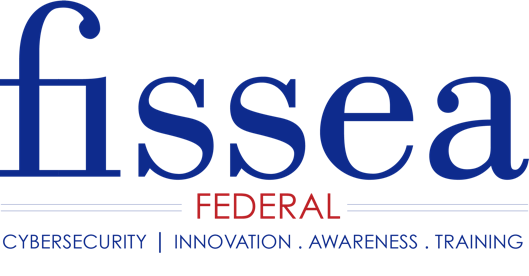 fissea
FEDERAL
CYBERSECURITY | INNOVATION . AWARENESS . TRAINING